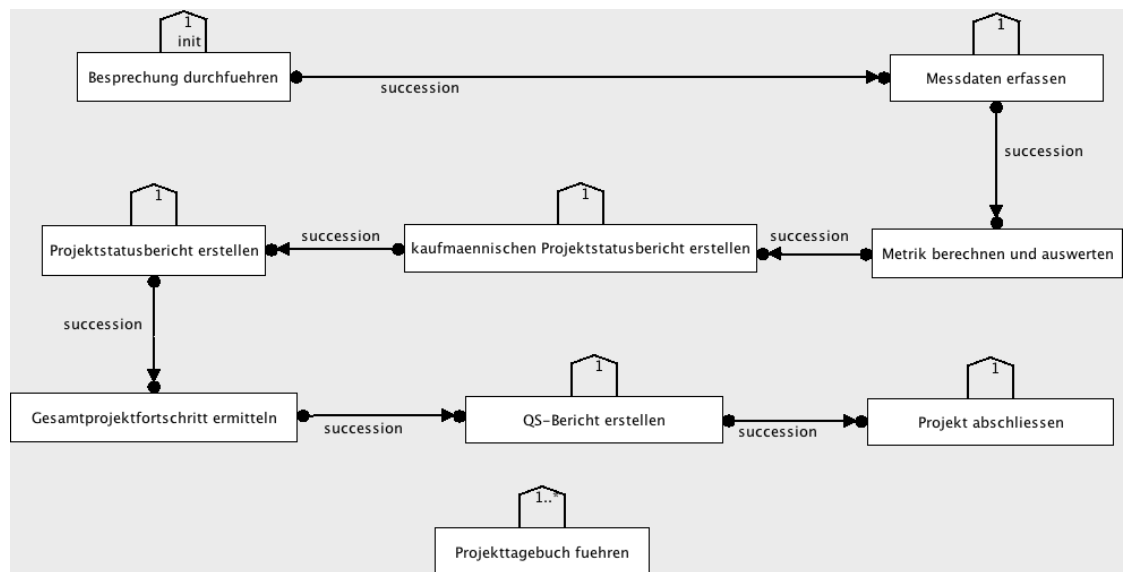 1
init
Besprechung durchfuehren
succession
1
Messdaten erfassen
succession
1
Projektstatusbericht erstellen
succession
1
kaufmaennischen Projektstatusbericht erstellen
succession
Metrik berechnen und auswerten
succession
Gesamtprojektfortschritt ermitteln
succession
1
QS-Bericht erstellen
succession
1
Projekt abschliessen
1..*
Projekttagebuch fuehren